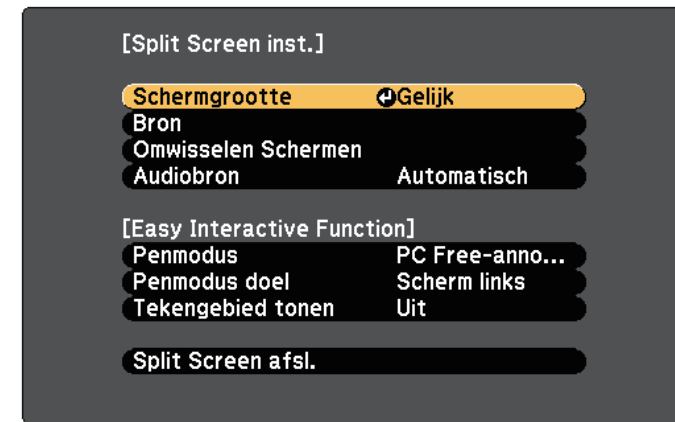 [Split Screen inst.]
Schermgrootte Gelijk
Bron
Omwisselen Schermen
Audiobron Automatisch
[Easy Interactive Function]
Penmodus PC Free-anno...
Penmodus doel Scherm links
Tekengebied tonen Uit
Split Screen afsl.